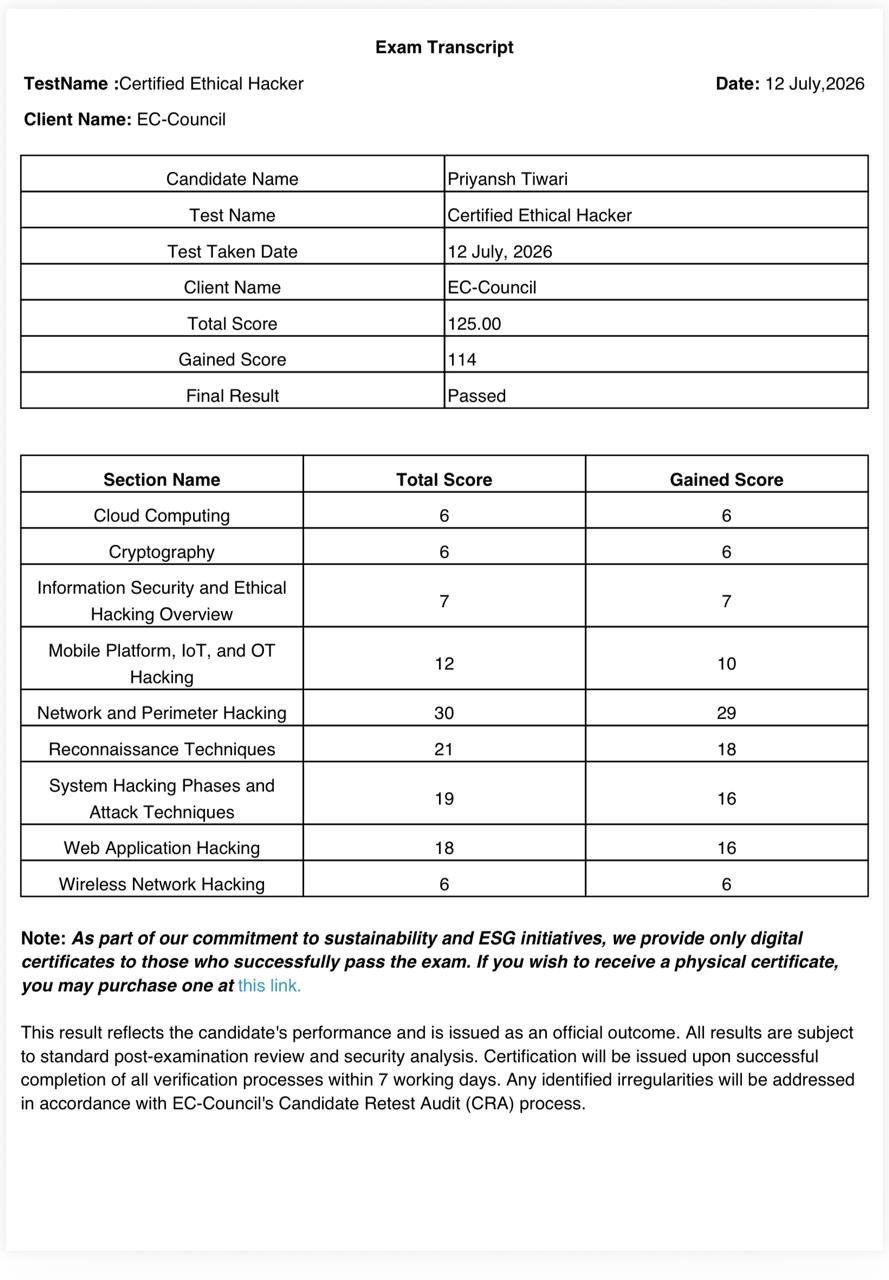 Exam Transcript
TestName :Certified Ethical Hacker
Date: 12 July,2026
Client Name: EC-Council
Candidate Name Priyansh Tiwari
Test Name Certified Ethical Hacker
Test Taken Date 12 July, 2026
Client Name EC-Council
Total Score 125.00
Gained Score 114
Final Result Passed
Section Name Total Score Gained Score
Cloud Computing 6 6
Cryptography 6 6
Information Security and Ethical
Hacking Overview
7 7
Mobile Platform, IoT, and OT
Hacking
12 10
Network and Perimeter Hacking 30 29
Reconnaissance Techniques 21 18
System Hacking Phases and
Attack Techniques
19 16
Web Application Hacking 18 16
Wireless Network Hacking 6 6
Note: As part of our commitment to sustainability and ESG initiatives, we provide only digital
certificates to those who successfully pass the exam. If you wish to receive a physical certificate,
you may purchase one at this link.
This result reflects the candidate's performance and is issued as an official outcome. All results are subject
to standard post-examination review and security analysis. Certification will be issued upon successful
completion of all verification processes within 7 working days. Any identified irregularities will be addressed
in accordance with EC-Council's Candidate Retest Audit (CRA) process.